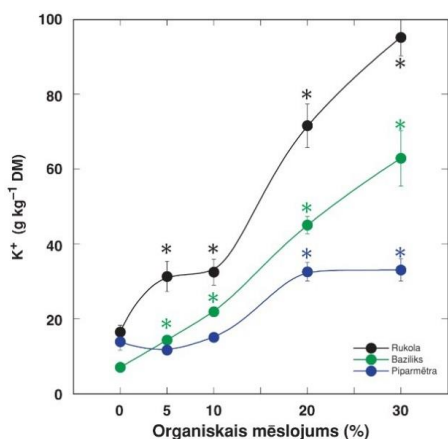 100
80
60
40
20
0
K⁺ (g kg⁻¹ DM)
*
*
*
*
*
*
*
*
*
*
Rukola
Baziliks
Piparmētra
0 5 10 20 30
Organiskais mēslojums (%)